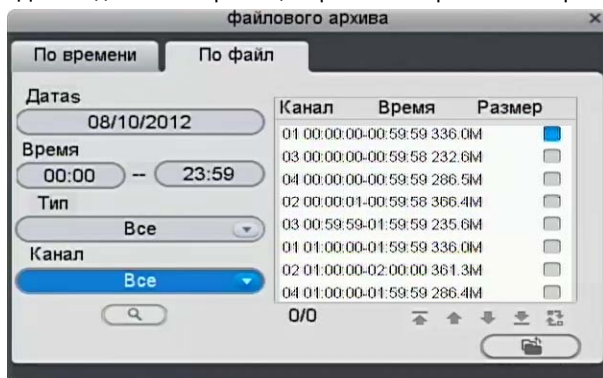 файлового архива
По времени
По файл
Датаs
08/10/2012
Время
00:00 -- 23:59
Тип
Все
Канал
Все
Канал Время Размер
01 00:00:00-00:59:59 336.0M
03 00:00:00-00:59:58 232.6M
04 00:00:00-00:59:59 286.5M
02 00:00:01-00:59:58 366.4M
03 00:59:59-01:59:59 235.6M
01 01:00:00-01:59:59 336.0M
02 01:00:00-02:00:00 361.3M
04 01:00:00-01:59:59 286.4M
0/0